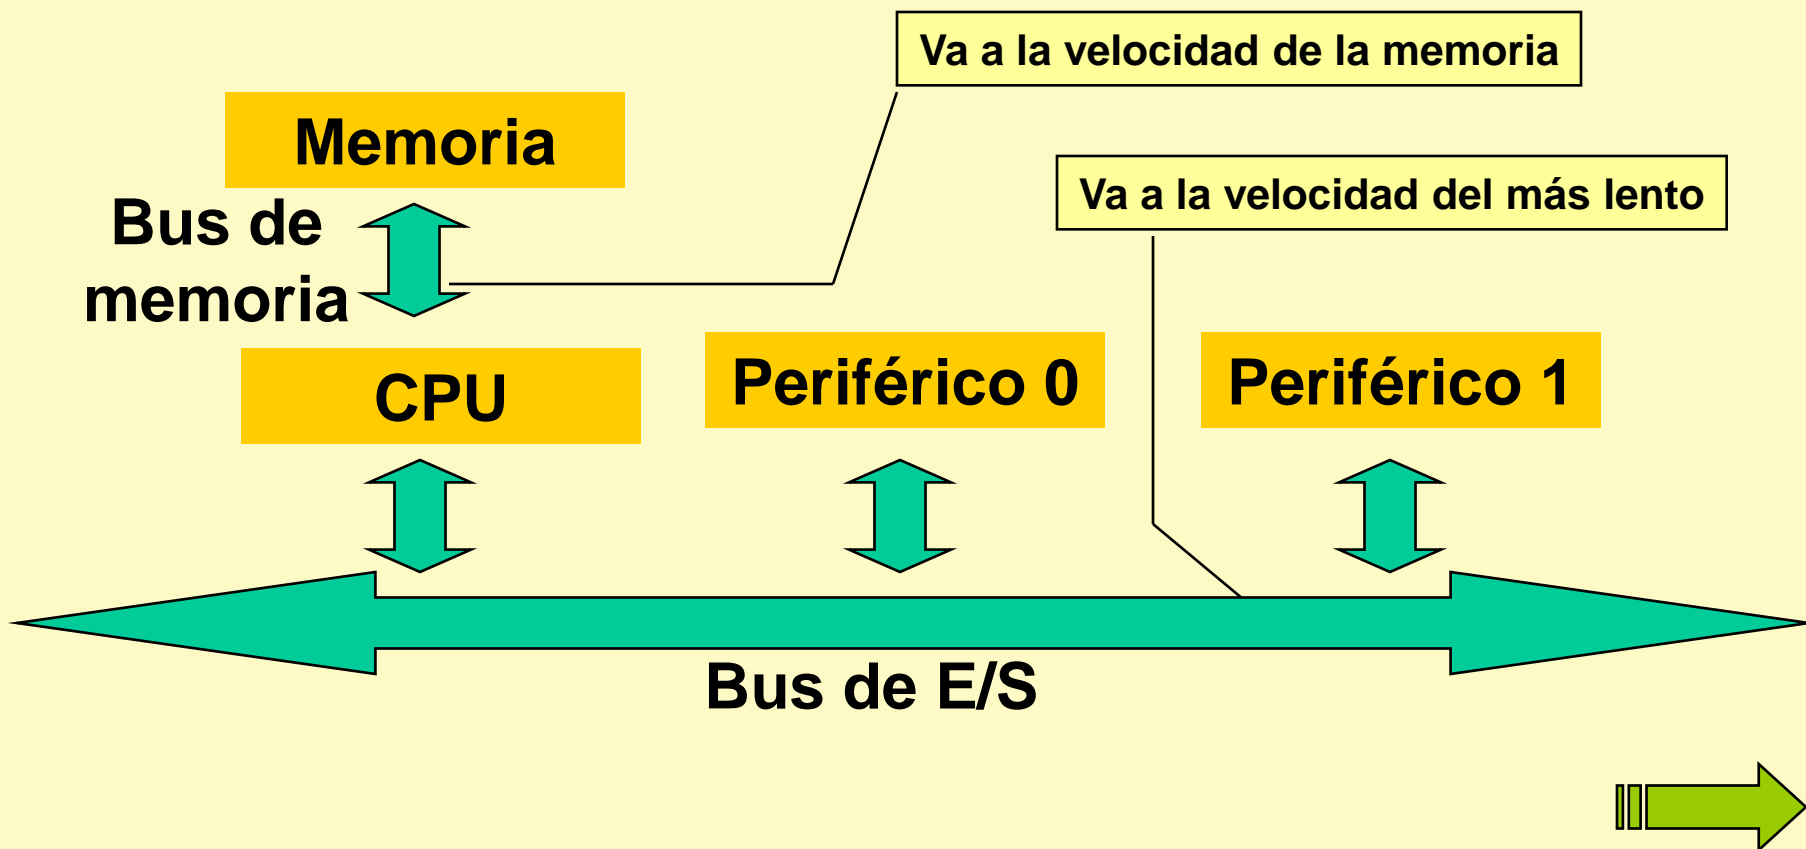 Va a la velocidad de la memoria
Memoria
Va a la velocidad del más lento
Bus de
memoria
CPU
Periférico 0
Periférico 1
Bus de E/S